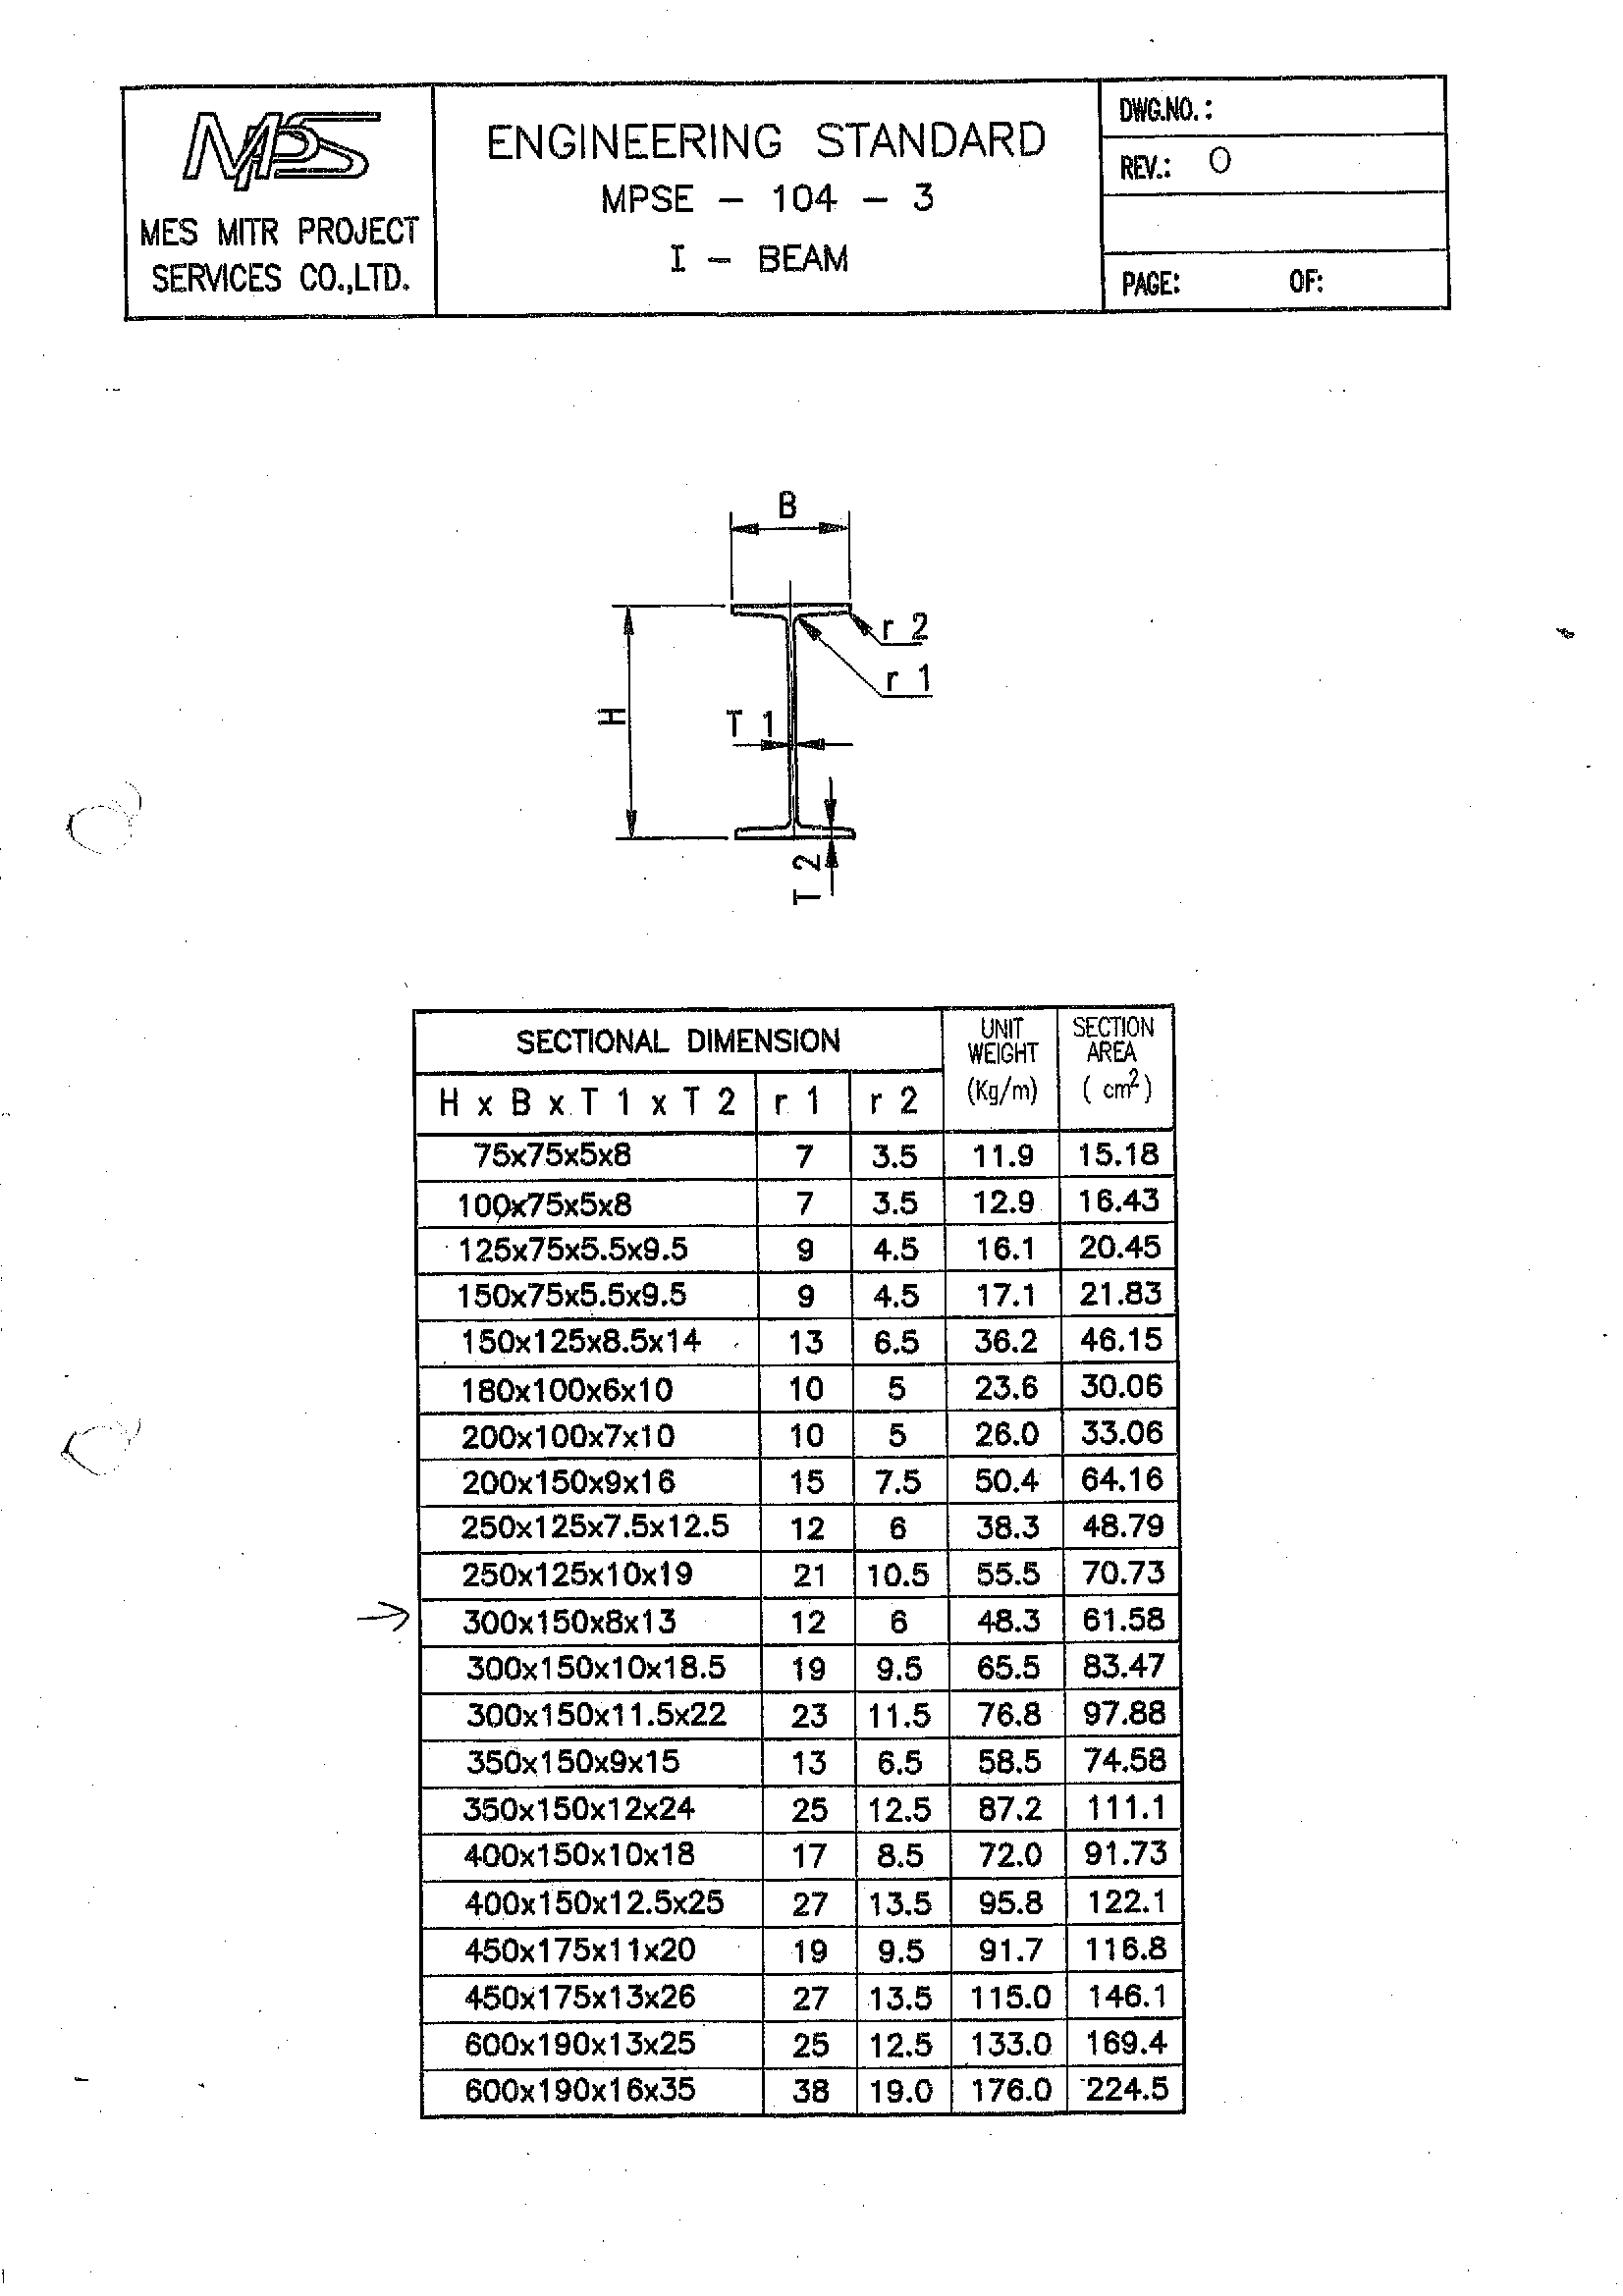 MPS
MES MITR PROJECT
SERVICES CO.,LTD.
ENGINEERING STANDARD
MPSE - 104 - 3
I - BEAM
DWG.NO. :
REV.: 0
PAGE: OF:
B
r 2
r 1
H
T 1
T 2
SECTIONAL DIMENSION UNIT WEIGHT (Kg/m) SECTION AREA ( cm² )
H x B x T 1 x T 2 r 1 r 2
75x75x5x8 7 3.5 11.9 15.18
100x75x5x8 7 3.5 12.9 16.43
125x75x5.5x9.5 9 4.5 16.1 20.45
150x75x5.5x9.5 9 4.5 17.1 21.83
150x125x8.5x14 13 6.5 36.2 46.15
180x100x6x10 10 5 23.6 30.06
200x100x7x10 10 5 26.0 33.06
200x150x9x16 15 7.5 50.4 64.16
250x125x7.5x12.5 12 6 38.3 48.79
250x125x10x19 21 10.5 55.5 70.73
300x150x8x13 12 6 48.3 61.58
300x150x10x18.5 19 9.5 65.5 83.47
300x150x11.5x22 23 11.5 76.8 97.88
350x150x9x15 13 6.5 58.5 74.58
350x150x12x24 25 12.5 87.2 111.1
400x150x10x18 17 8.5 72.0 91.73
400x150x12.5x25 27 13.5 95.8 122.1
450x175x11x20 19 9.5 91.7 116.8
450x175x13x26 27 13.5 115.0 146.1
600x190x13x25 25 12.5 133.0 169.4
600x190x16x35 38 19.0 176.0 224.5